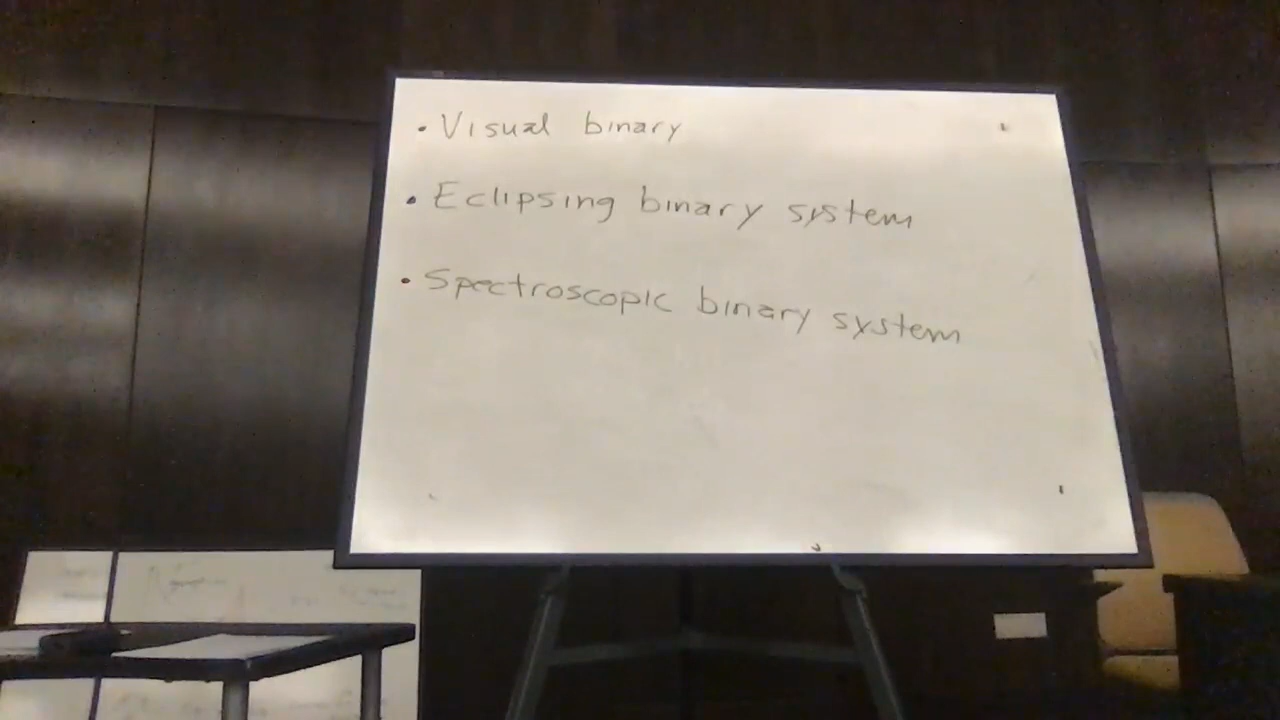 • Visual binary
• Eclipsing binary system
• Spectroscopic binary system